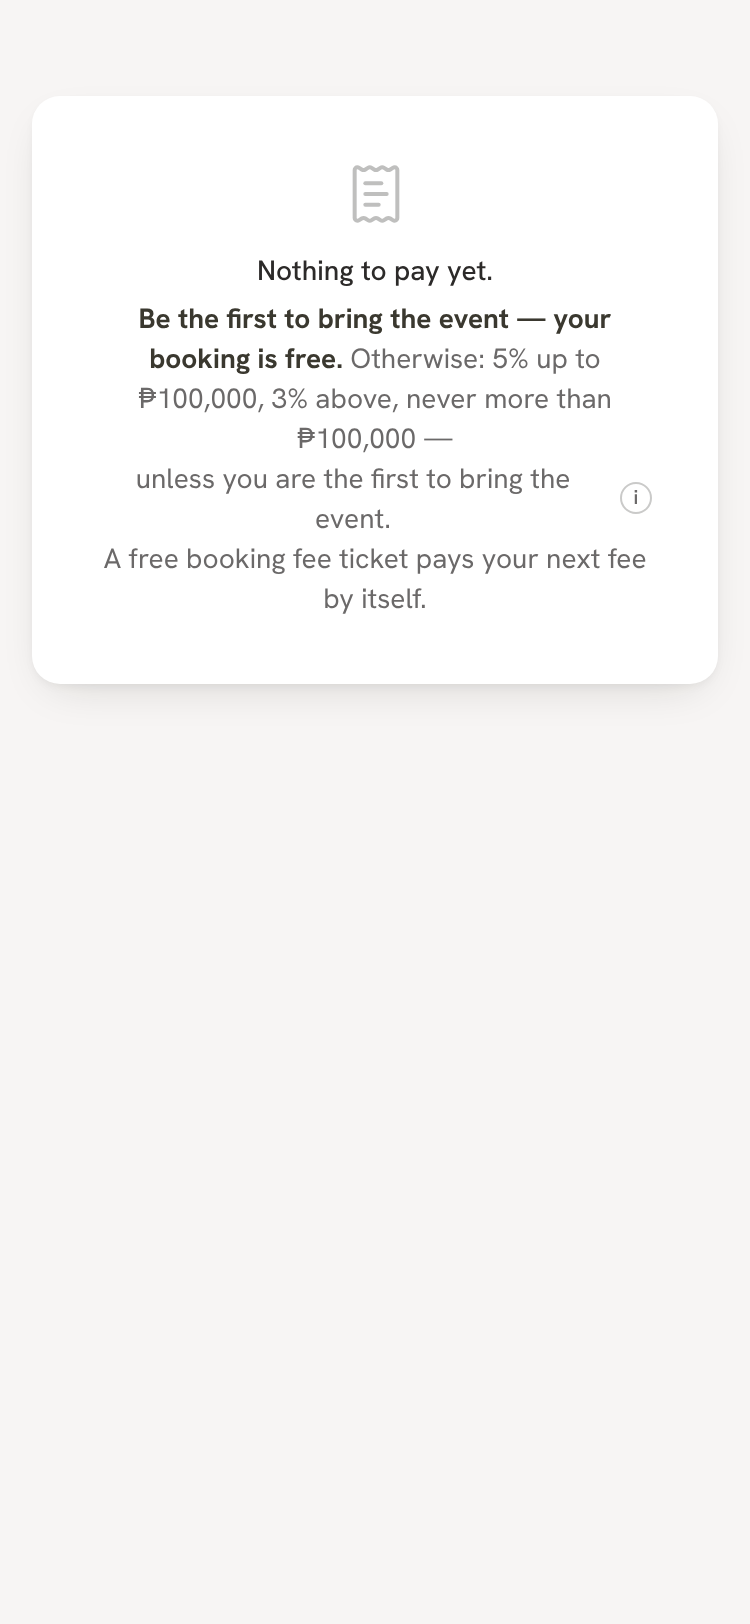 Nothing to pay yet.
Be the first to bring the event — your
booking is free. Otherwise: 5% up to
₱100,000, 3% above, never more than
₱100,000 —
unless you are the first to bring the
event.
i
A free booking fee ticket pays your next fee
by itself.